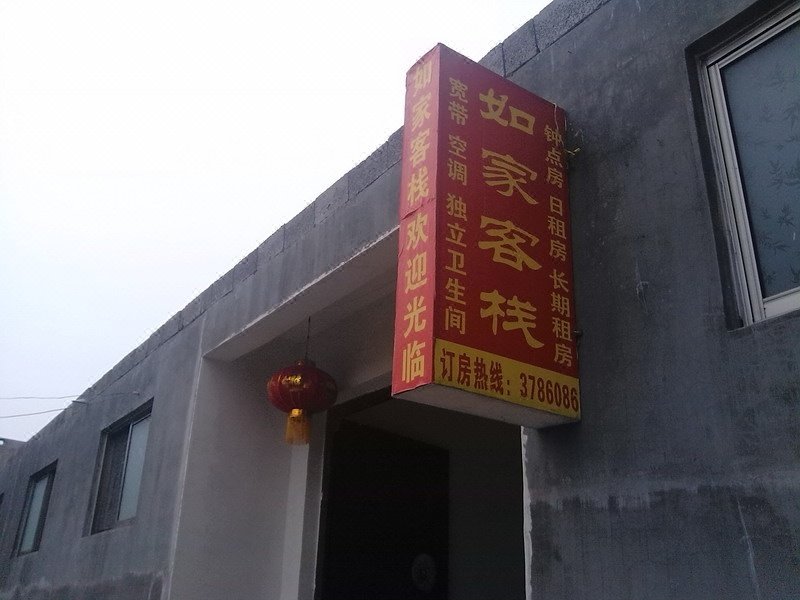 如家客栈欢迎光临
宽带 空调 独立卫生间
如家客栈
钟点房 日租房 长期租房
订房热线：3786086